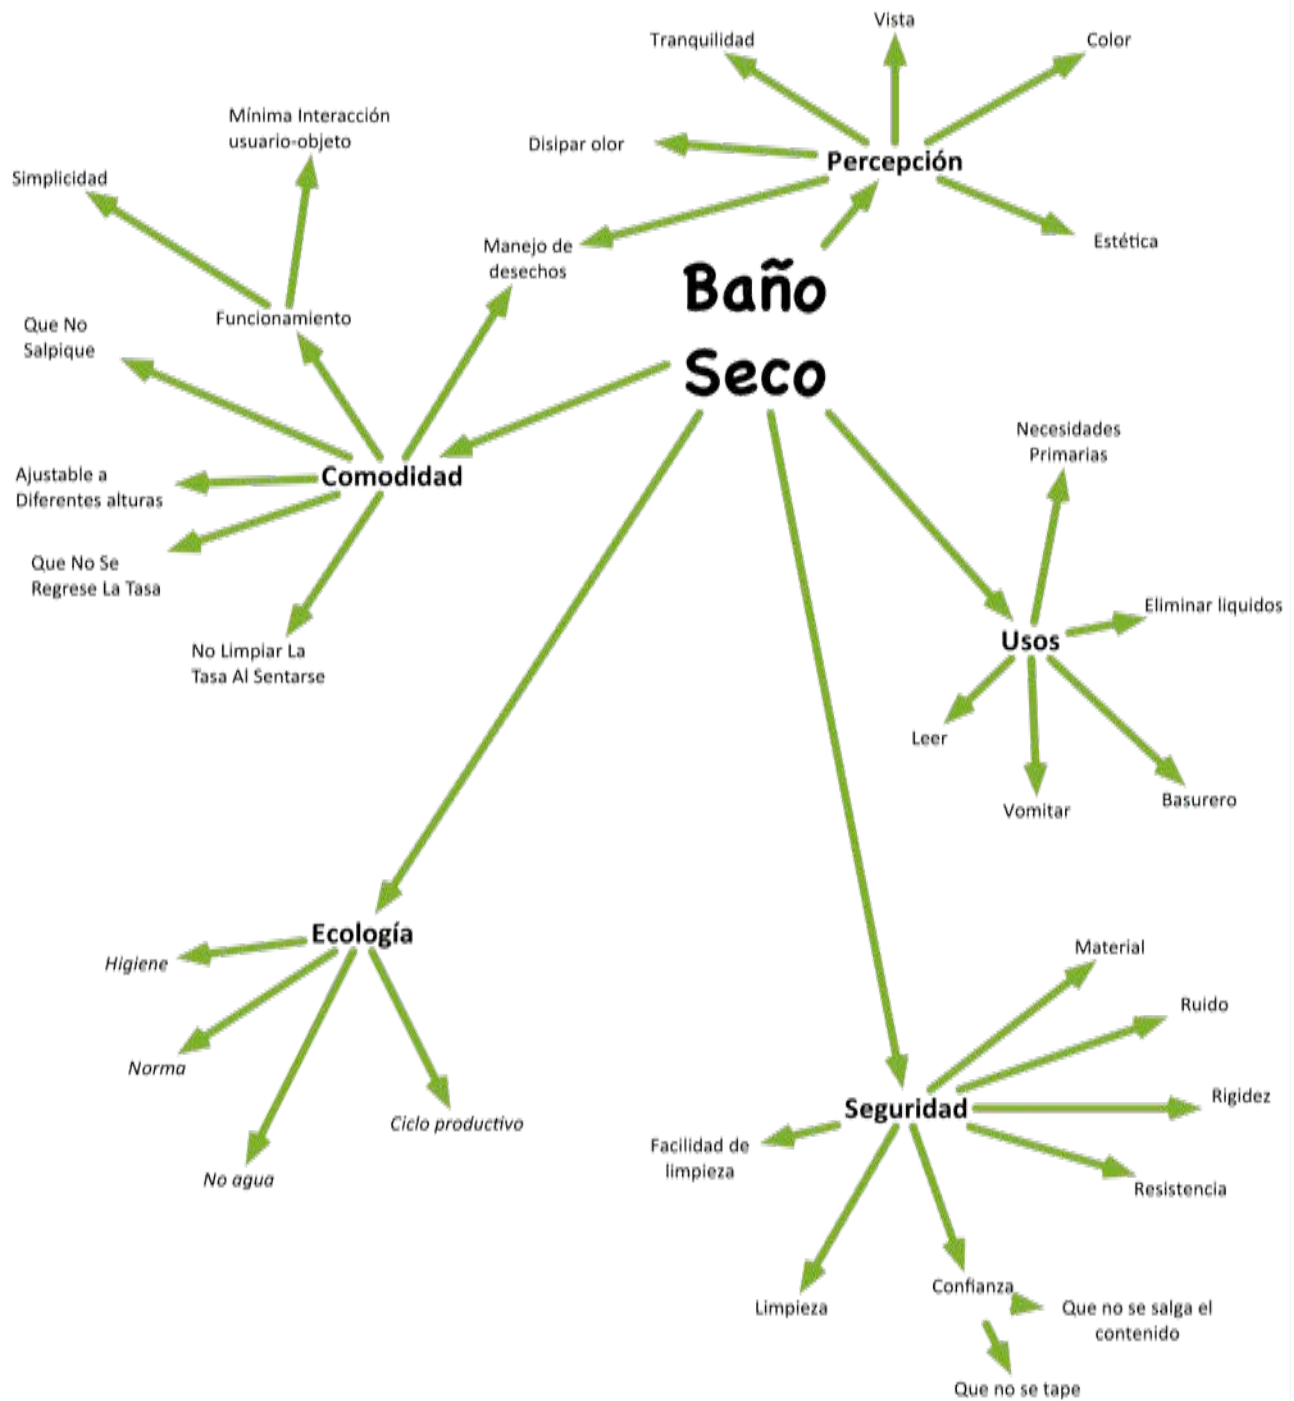 Vista
Tranquilidad
Color
Disipar olor
Percepción
Estética
Manejo de
desechos
Mínima Interacción
usuario-objeto
Simplicidad
Funcionamiento
Que No
Salpique
Baño
Seco
Comodidad
Ajustable a
Diferentes alturas
Que No Se
Regrese La Tasa
No Limpiar La
Tasa Al Sentarse
Necesidades
Primarias
Eliminar liquidos
Usos
Leer
Vomitar
Basurero
Ecología
Higiene
Norma
No agua
Ciclo productivo
Material
Ruido
Rigidez
Seguridad
Resistencia
Facilidad de
limpieza
Limpieza
Confianza
Que no se salga el
contenido
Que no se tape